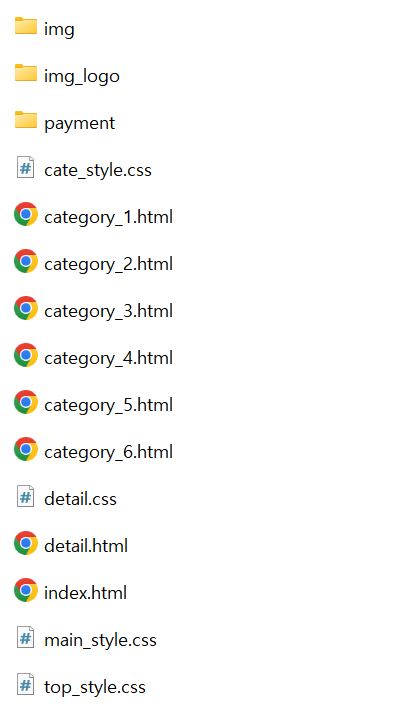 img
img_logo
payment
cate_style.css
category_1.html
category_2.html
category_3.html
category_4.html
category_5.html
category_6.html
detail.css
detail.html
index.html
main_style.css
top_style.css